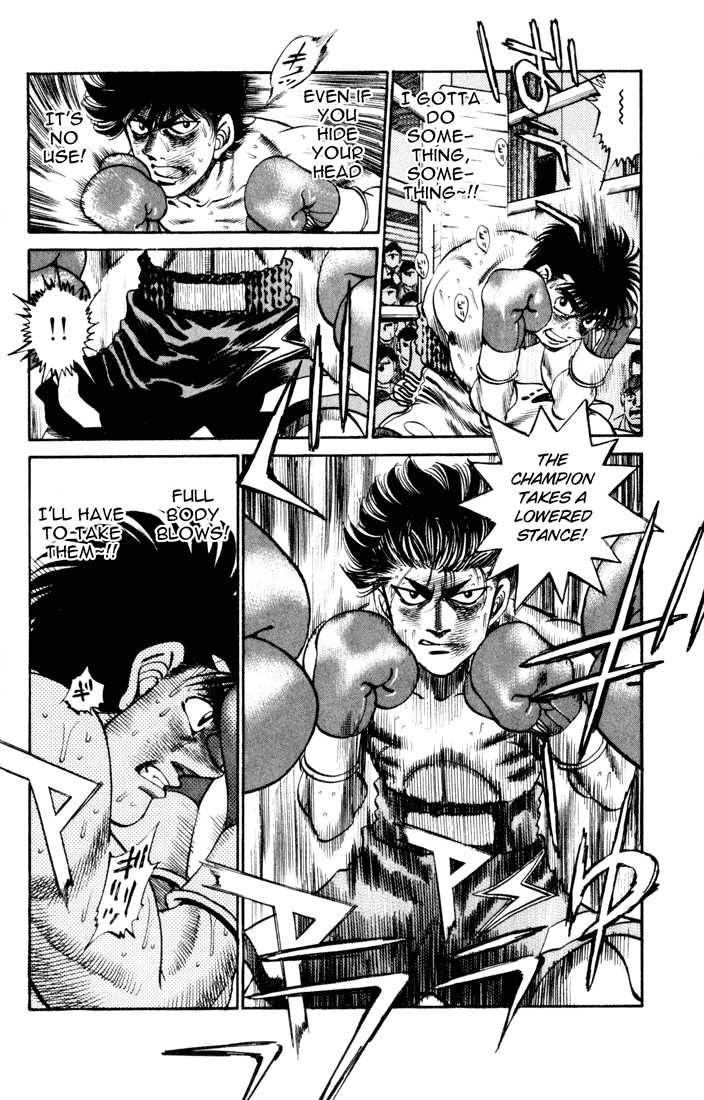 I GOTTA
DO
SOME-
THING,
SOME-
THING~!!
EVEN IF
YOU
HIDE
YOUR
HEAD
IT'S
NO
USE!
!!
THE
CHAMPION
TAKES A
LOWERED
STANCE!
FULL
BODY
BLOWS!
I'LL HAVE
TO TAKE
THEM~!!